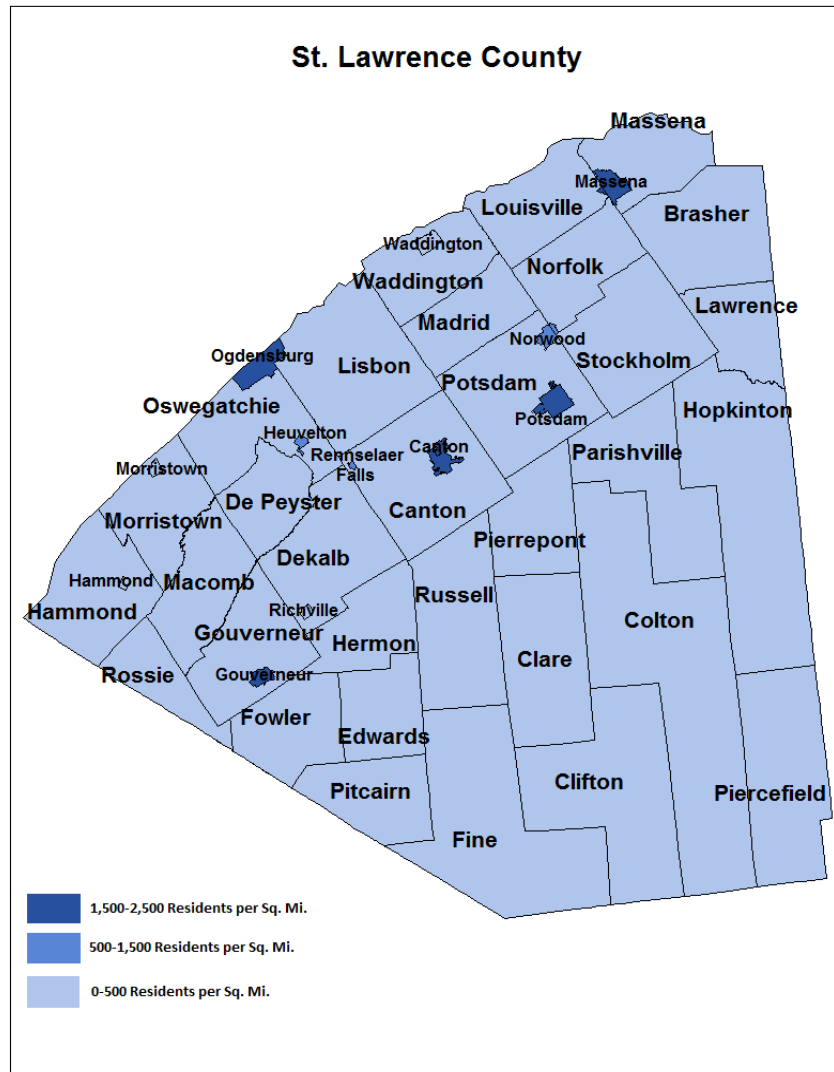 St. Lawrence County
Massena
Massena
Louisville
Brasher
Waddington
Norfolk
Waddington
Lawrence
Madrid
Norwood
Ogdensburg
Lisbon
Stockholm
Potsdam
Oswegatchie
Hopkinton
Potsdam
Heuvelton
Canton
Rennselaer
Falls
Parishville
Morristown
De Peyster
Canton
Morristown
Pierrepont
Dekalb
Hammond
Macomb
Russell
Hammond
Richville
Gouverneur
Hermon
Colton
Clare
Rossie
Gouverneur
Fowler
Edwards
Clifton
Pitcairn
Piercefield
Fine
1,500-2,500 Residents per Sq. Mi.
500-1,500 Residents per Sq. Mi.
0-500 Residents per Sq. Mi.